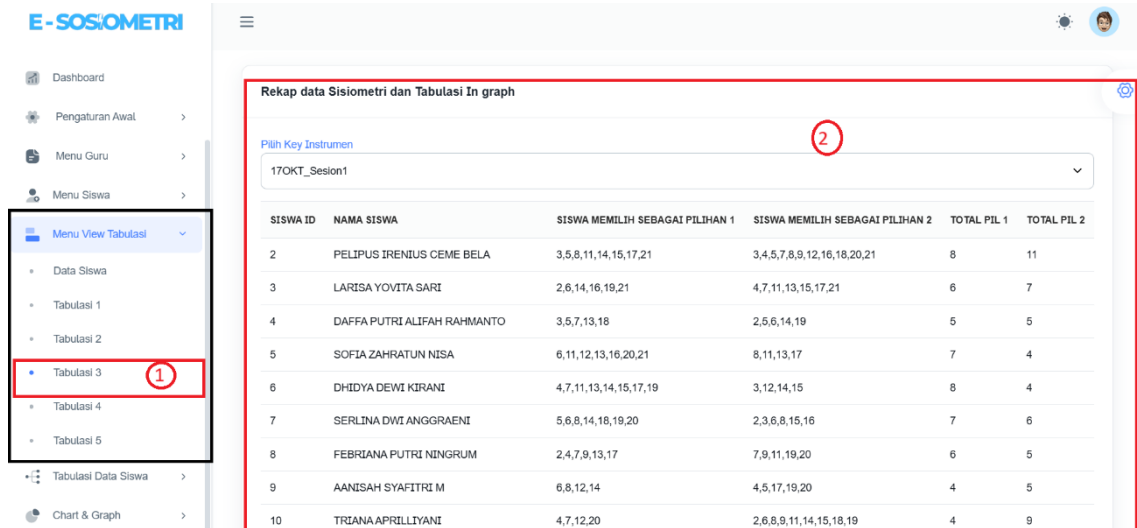 E - SOSIOMETRI
Dashboard
Pengaturan Awal
Menu Guru
Menu Siswa
Menu View Tabulasi
Data Siswa
Tabulasi 1
Tabulasi 2
Tabulasi 3
1
Tabulasi 4
Tabulasi 5
Tabulasi Data Siswa
Chart & Graph
Rekap data Sisiometri dan Tabulasi In graph
2
Pilih Key Instrumen
17OKT_Sesion1
SISWA ID NAMA SISWA SISWA MEMILIH SEBAGAI PILIHAN 1 SISWA MEMILIH SEBAGAI PILIHAN 2 TOTAL PIL 1 TOTAL PIL 2
2 PELIPUS IRENIUS CEME BELA 3,5,8,11,14,15,17,21 3,4,5,7,8,9,12,16,18,20,21 8 11
3 LARISA YOVITA SARI 2,6,14,16,19,21 4,7,11,13,15,17,21 6 7
4 DAFFA PUTRI ALIFAH RAHMANTO 3,5,7,13,18 2,5,6,14,19 5 5
5 SOFIA ZAHRATUN NISA 6,11,12,13,16,20,21 8,11,13,17 7 4
6 DHIDYA DEWI KIRANI 4,7,11,13,14,15,17,19 3,12,14,15 8 4
7 SERLINA DWI ANGGRAENI 5,6,8,14,18,19,20 2,3,6,8,15,16 7 6
8 FEBRIANA PUTRI NINGRUM 2,4,7,9,13,17 7,9,11,19,20 6 5
9 AANISAH SYAFITRI M 6,8,12,14 4,5,17,19,20 4 5
10 TRIANA APRILLIYANI 4,7,12,20 2,6,8,9,11,14,15,18,19 4 9